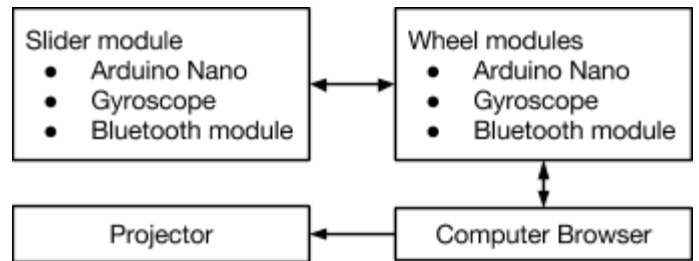 Slider module
● Arduino Nano
● Gyroscope
● Bluetooth module
Wheel modules
● Arduino Nano
● Gyroscope
● Bluetooth module
Projector
Computer Browser